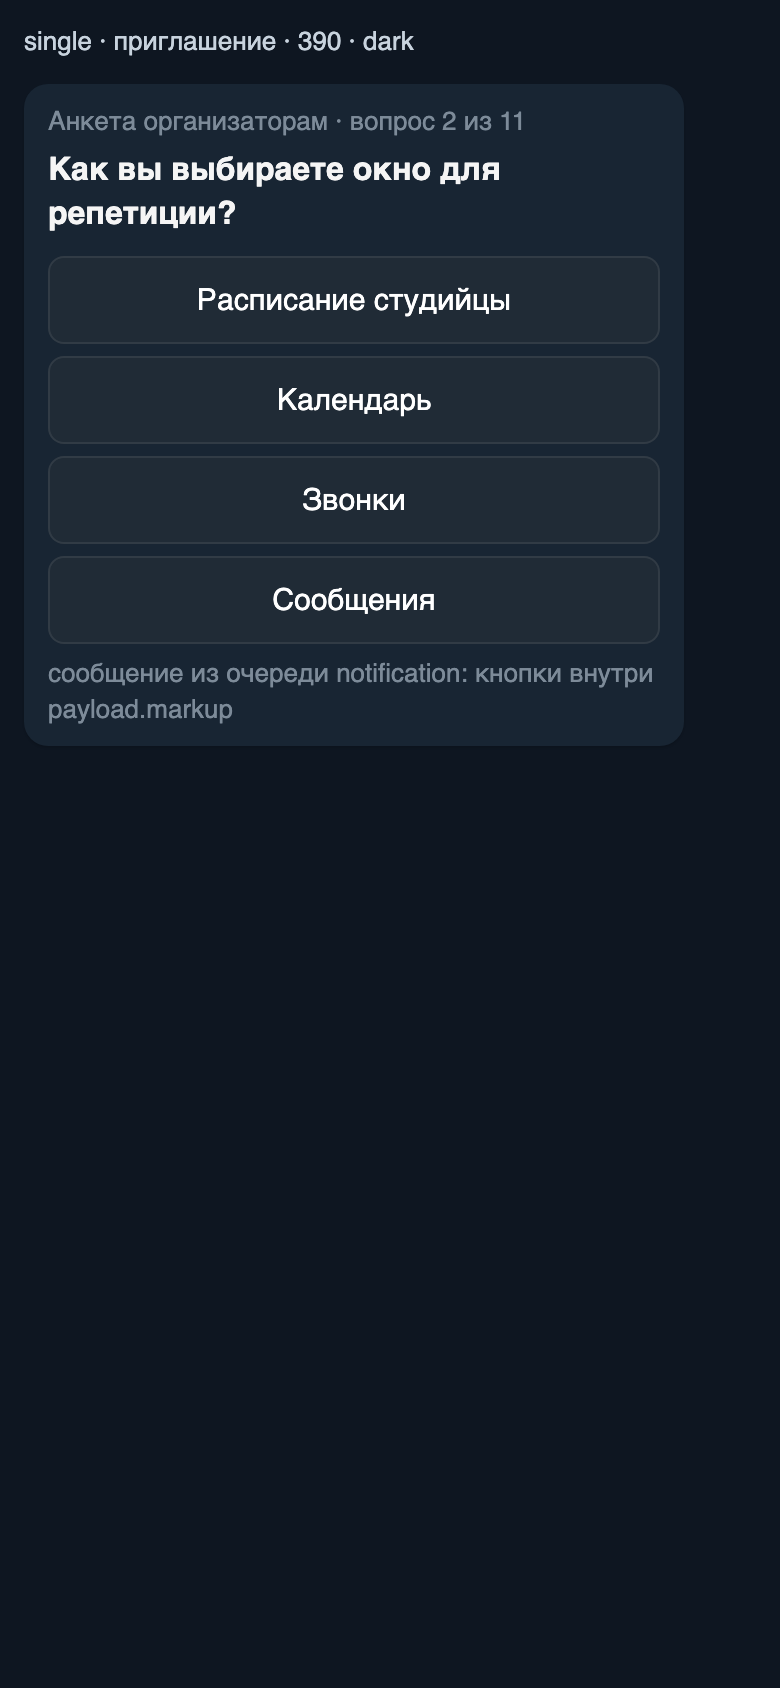 single · приглашение · 390 · dark
Анкета организаторам · вопрос 2 из 11
Как вы выбираете окно для
репетиции?
Расписание студийцы
Календарь
Звонки
Сообщения
сообщение из очереди notification: кнопки внутри
payload.markup